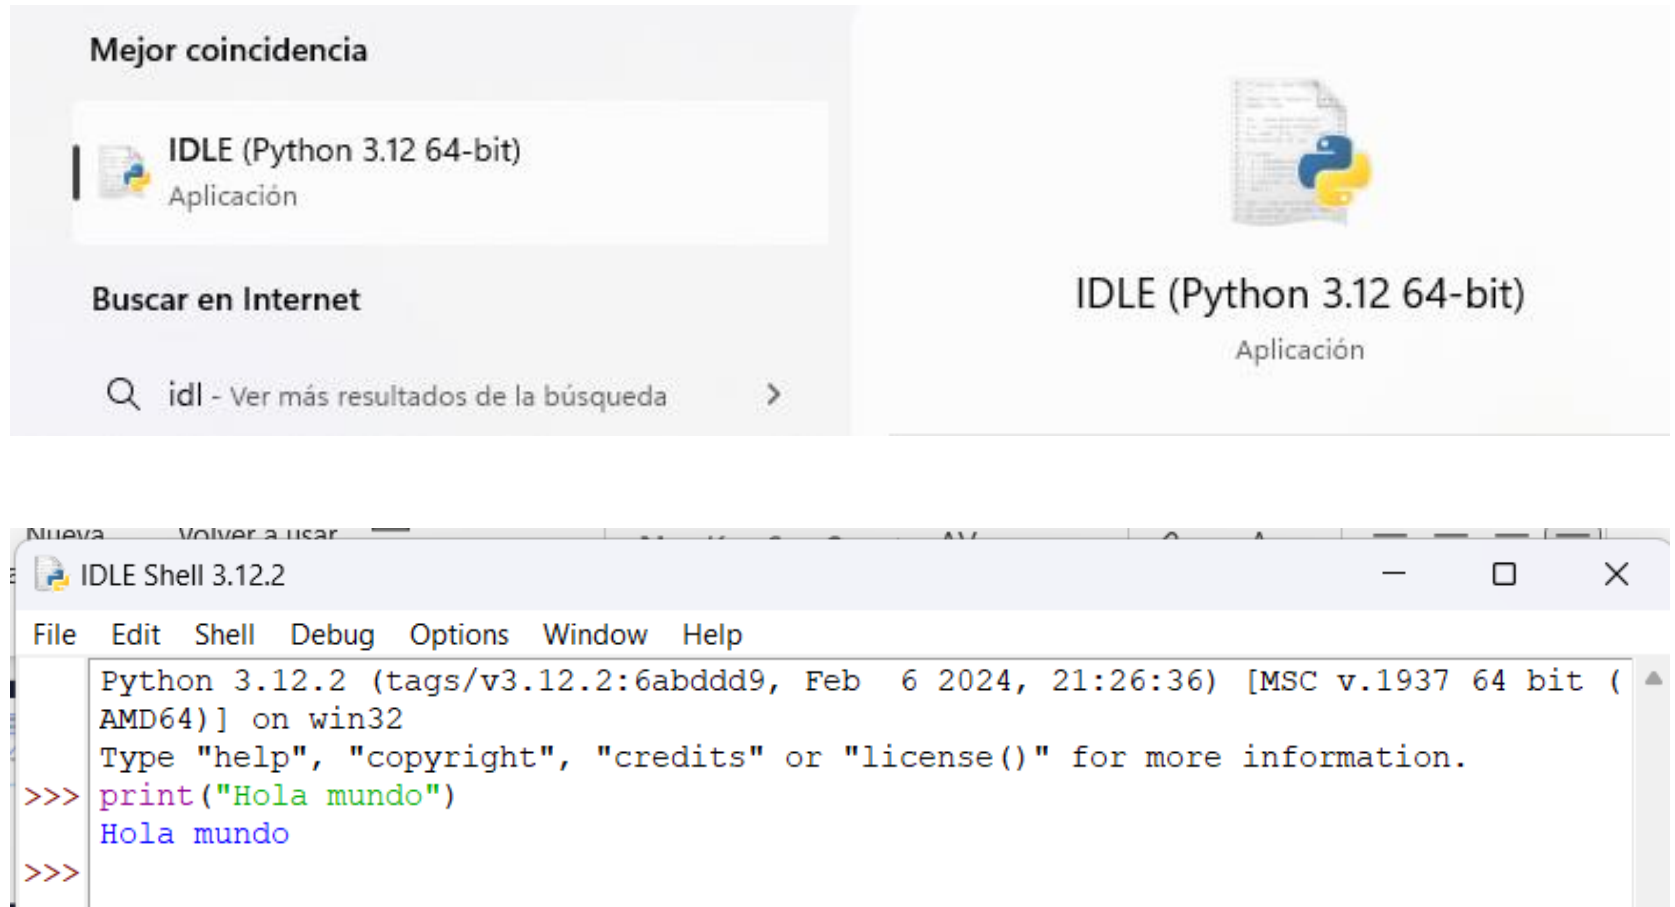 Mejor coincidencia
IDLE (Python 3.12 64-bit)
Aplicación
Buscar en Internet
idl - Ver más resultados de la búsqueda
IDLE (Python 3.12 64-bit)
Aplicación
Nueva Volver a usar
IDLE Shell 3.12.2
File Edit Shell Debug Options Window Help
Python 3.12.2 (tags/v3.12.2:6abddd9, Feb  6 2024, 21:26:36) [MSC v.1937 64 bit (
AMD64)] on win32
Type "help", "copyright", "credits" or "license()" for more information.
>>> print("Hola mundo")
Hola mundo
>>>